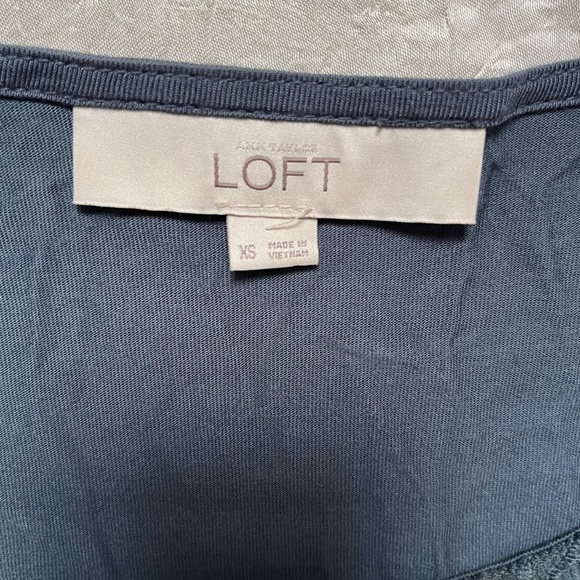 ANN TAYLOR
LOFT
XS
MADE IN
VIETNAM